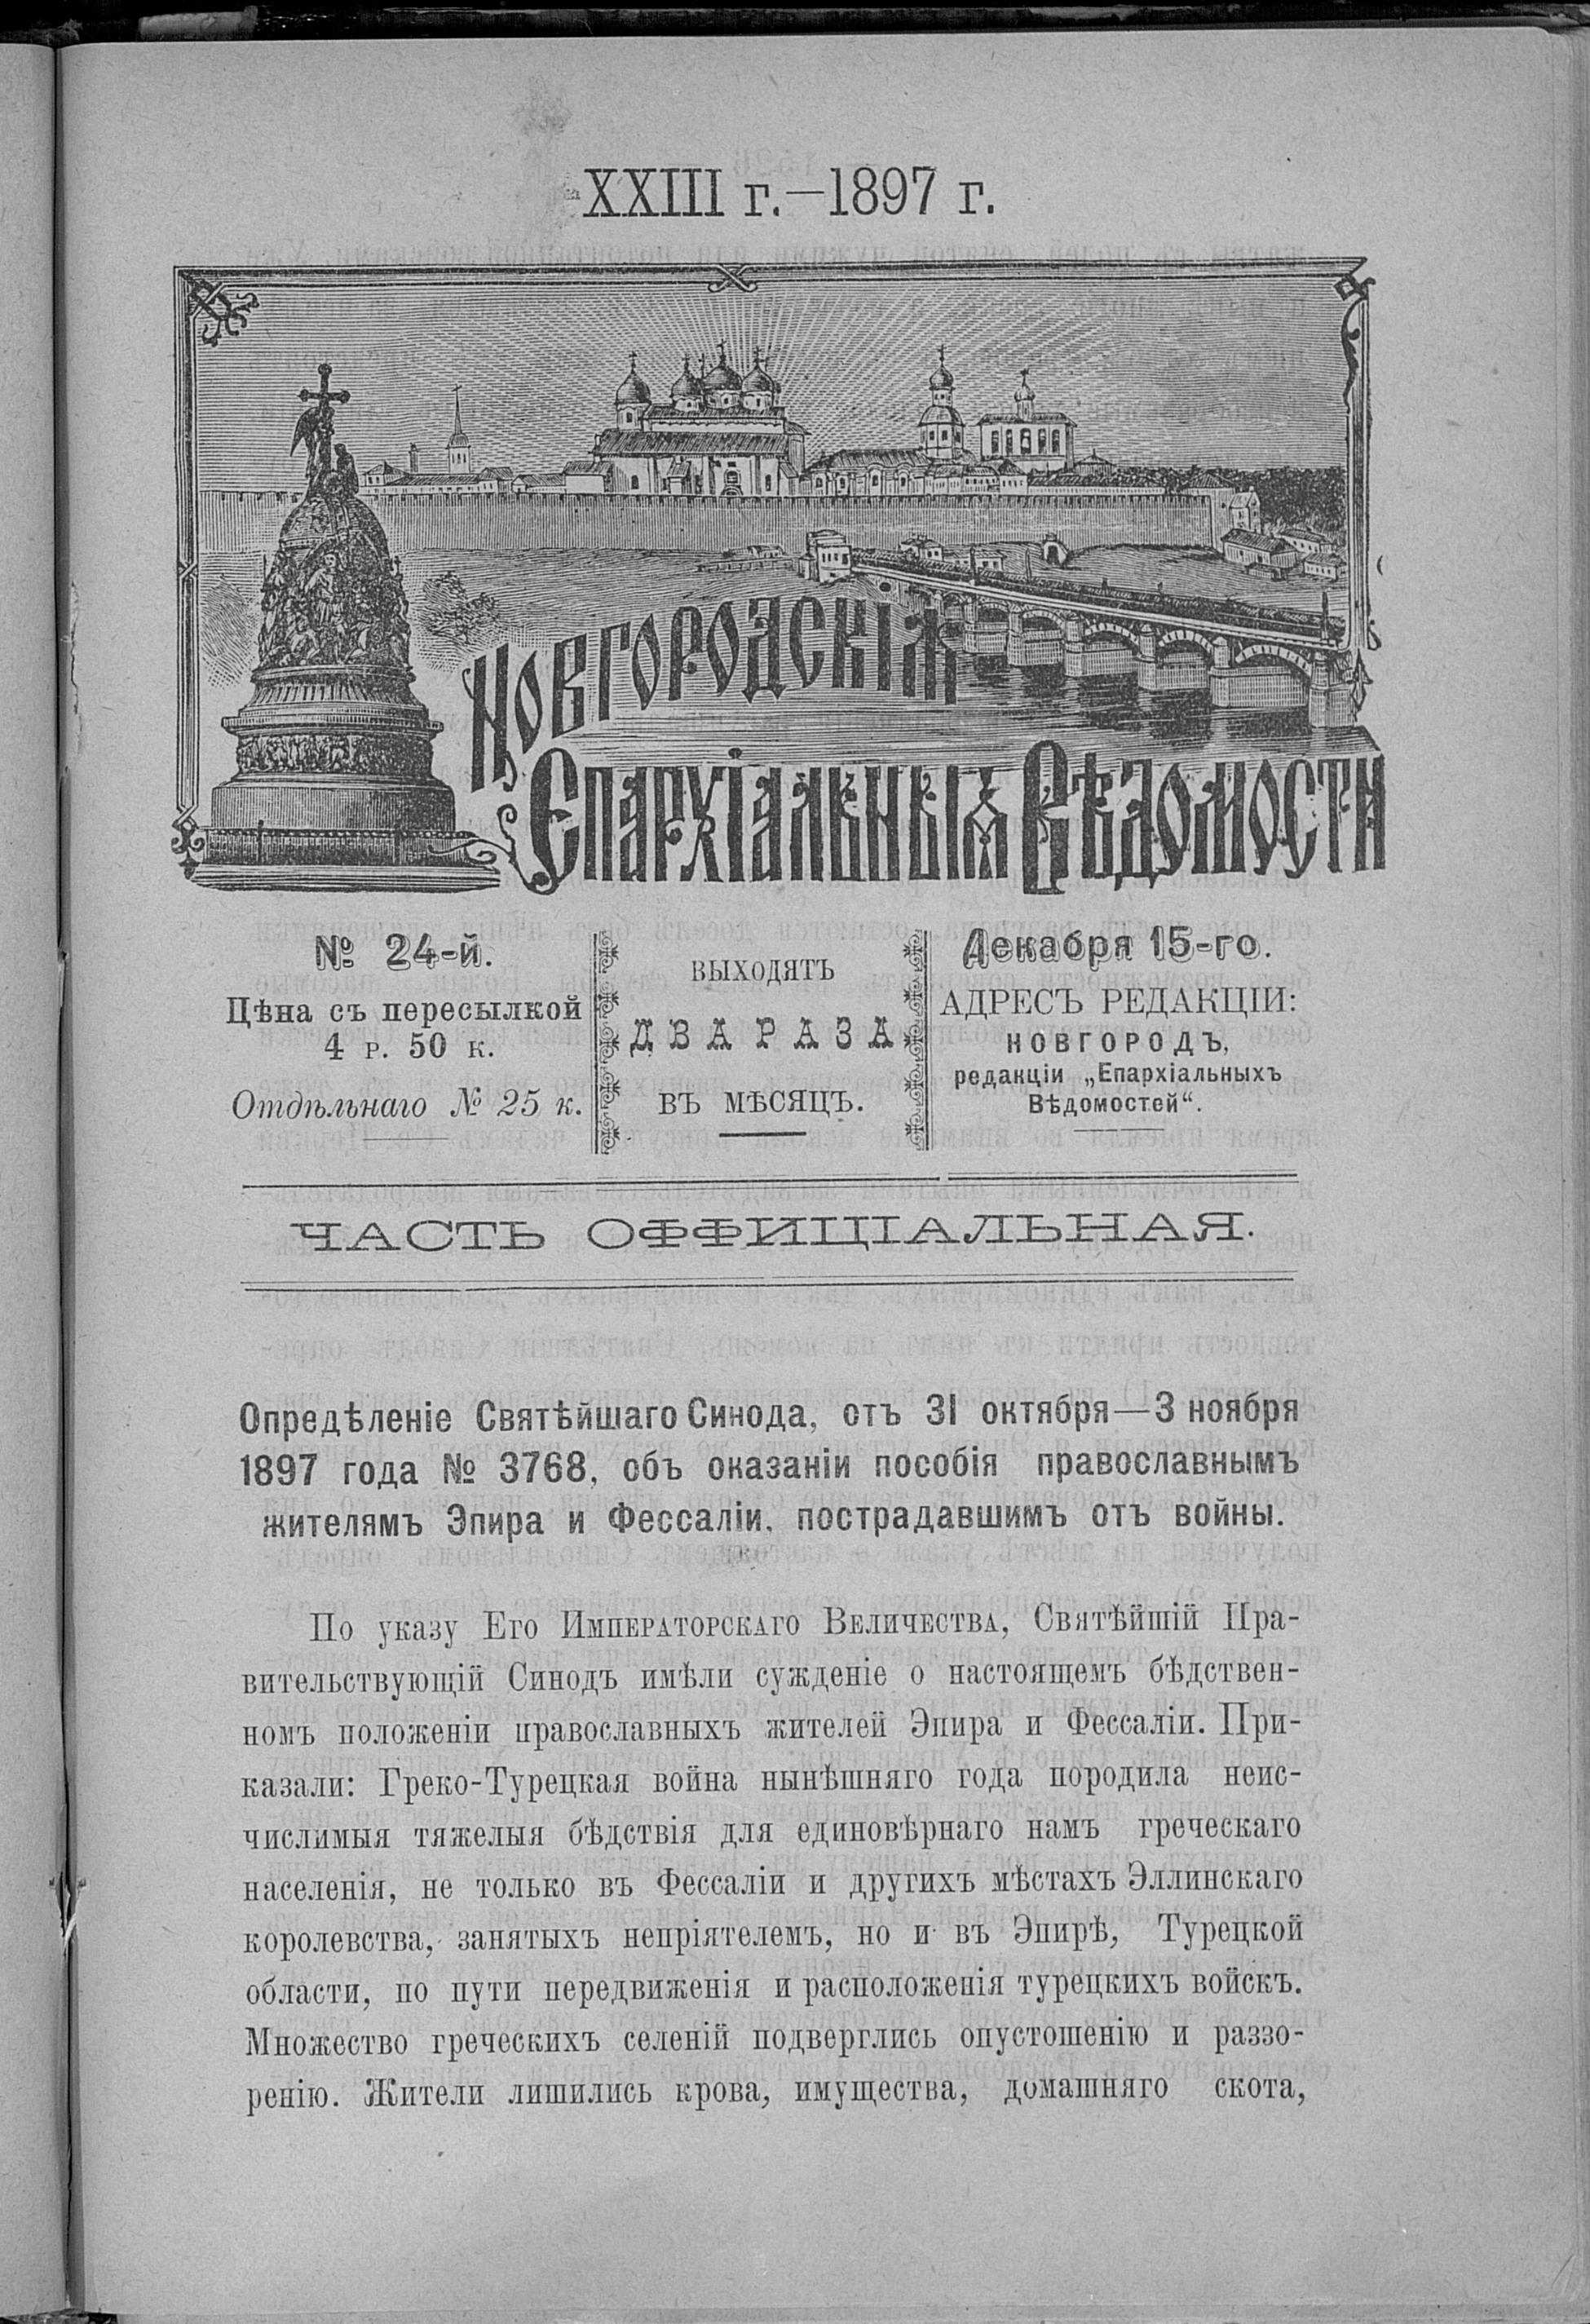 XXIII г.—1897 г.
Новгородскія
Епархіальныя Вѣдомости
№ 24-й.
Цѣна съ пересылкой
4 р. 50 к.
Отдѣльнаго № 25 к.
ВЫХОДЯТЪ
ДВА РАЗА
ВЪ МѢСЯЦЪ.
Декабря 15-го.
АДРЕСЪ РЕДАКЦІИ:
НОВГОРОДЪ,
редакціи „Епархіальныхъ
Вѣдомостей“.
ЧАСТЬ ОФФИЦІАЛЬНАЯ.
Опредѣленіе Святѣйшаго Синода, отъ 31 октября—3 ноября
1897 года № 3768, объ оказаніи пособія православнымъ
жителямъ Эпира и Фессаліи, пострадавшимъ отъ войны.
По указу Его Императорскаго Величества, Святѣйшій Пра-
вительствующій Синодъ имѣли сужденіе о настоящемъ бѣдствен-
номъ положеніи православныхъ жителей Эпира и Фессаліи. При-
казали: Греко-Турецкая война нынѣшняго года породила неис-
числимыя тяжелыя бѣдствія для единовѣрнаго намъ греческаго
населенія, не только въ Фессаліи и другихъ мѣстахъ Эллинскаго
королевства, занятыхъ непріятелемъ, но и въ Эпирѣ, Турецкой
области, по пути передвиженія и расположенія турецкихъ войскъ.
Множество греческихъ селеній подверглись опустошенію и раззо-
ренію. Жители лишились крова, имущества, домашняго скота,